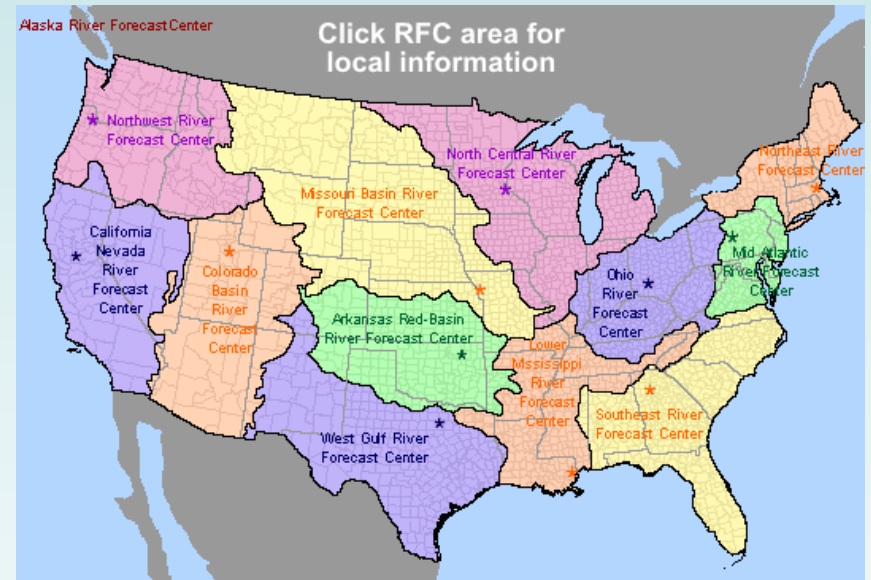 Alaska River Forecast Center
Click RFC area for
local information
Northwest River
Forecast Center
North Central River
Forecast Center
Northeast River
Forecast Center
Missouri Basin River
Forecast Center
California
Nevada
River
Forecast
Center
Colorado
Basin
River
Forecast
Center
Mid Atlantic
River Forecast
Center
Ohio
River
Forecast
Center
Arkansas Red-Basin
River Forecast Center
Lower
Mississippi
River
Forecast
Center
Southeast River
Forecast Center
West Gulf River
Forecast Center